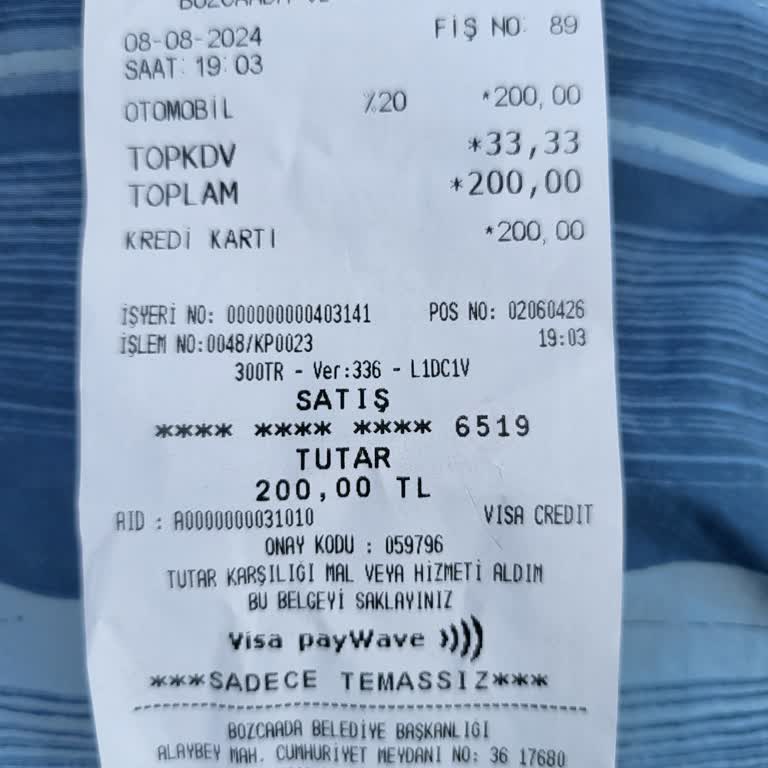 08-08-2024 FİŞ NO: 89
SAAT: 19:03
OTOMOBİL %20 *200,00
TOPKDV *33,33
TOPLAM *200,00
KREDİ KARTI *200,00
İŞYERİ NO: 000000000403141 POS NO: 02060426
İŞLEM NO:0048/KP0023 19:03
300TR - Ver:336 - L1DC1V
SATIŞ
**** **** **** 6519
TUTAR
200,00 TL
AID : A0000000031010 VISA CREDIT
ONAY KODU : 059796
TUTAR KARŞILIĞI MAL VEYA HİZMETİ ALDIM
BU BELGEYİ SAKLAYINIZ
Visa payWave ))))
***SADECE TEMASSIZ***
BOZCAADA BELEDİYE BAŞKANLIĞI
ALAYBEY MAH. CUMHURİYET MEYDANI NO: 36 17680